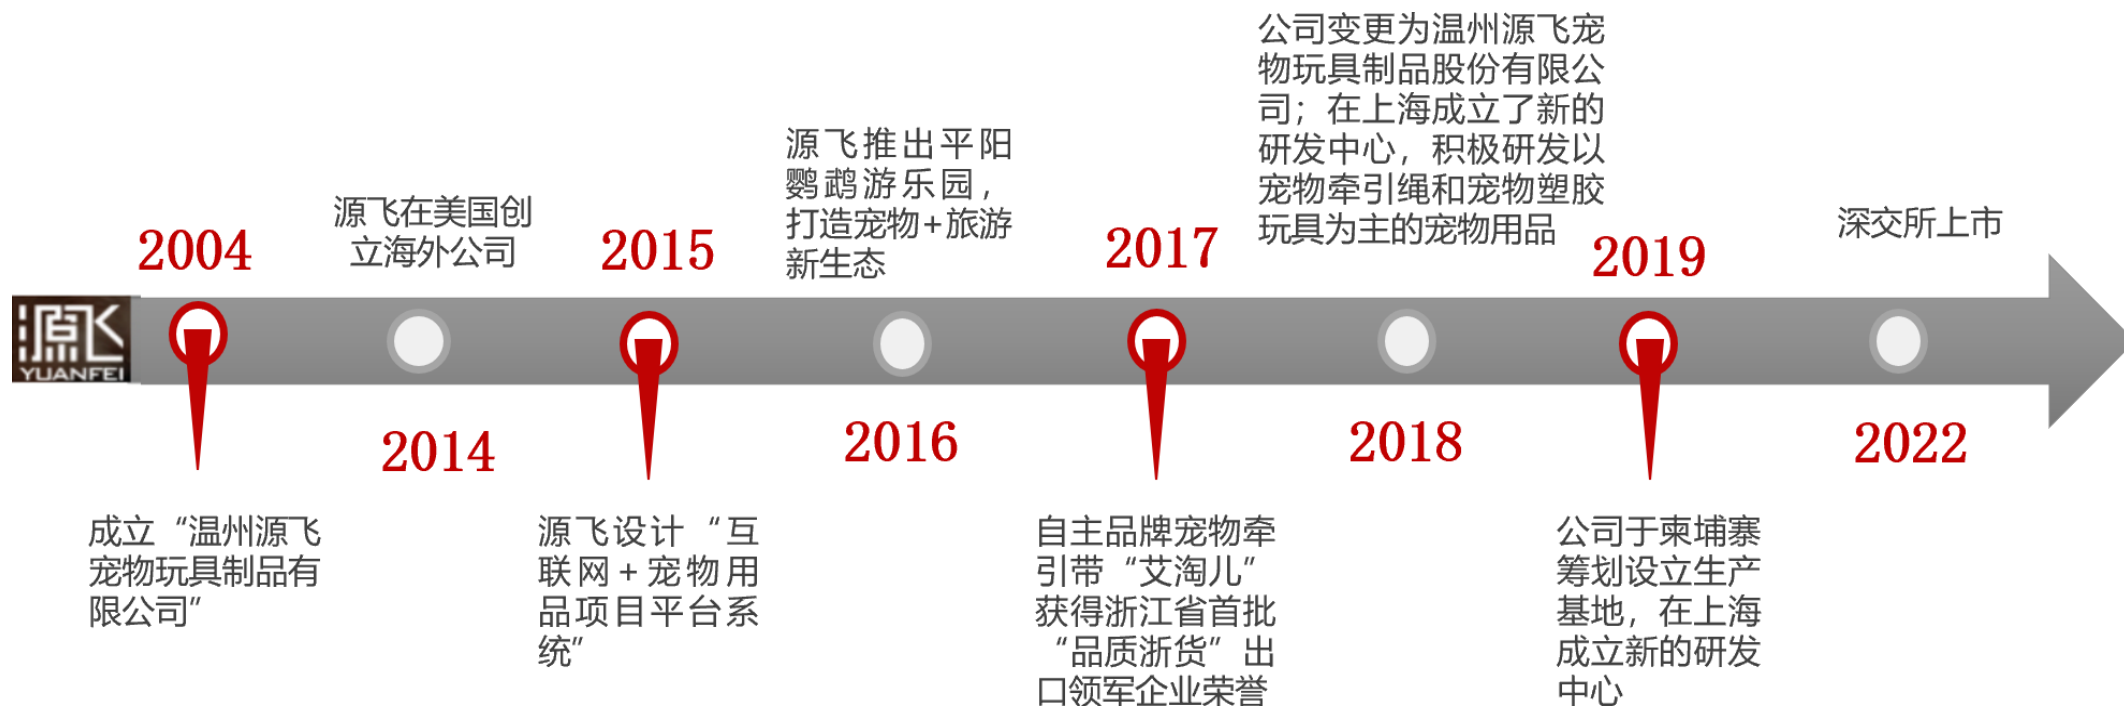 2004
成立“温州源飞
宠物玩具制品有
限公司”
源飞在美国创
立海外公司
2014
2015
源飞设计“互
联网+宠物用
品项目平台系
统”
源飞推出平阳
鹦鹉游乐园，
打造宠物+旅游
新生态
2016
2017
自主品牌宠物牵
引带“艾淘儿”
获得浙江省首批
“品质浙货”出
口领军企业荣誉
公司变更为温州源飞宠
物玩具制品股份有限公
司；在上海成立了新的
研发中心，积极研发以
宠物牵引绳和宠物塑胶
玩具为主的宠物用品
2018
2019
公司于柬埔寨
筹划设立生产
基地，在上海
成立新的研发
中心
深交所上市
2022
源飞
YUANFEI